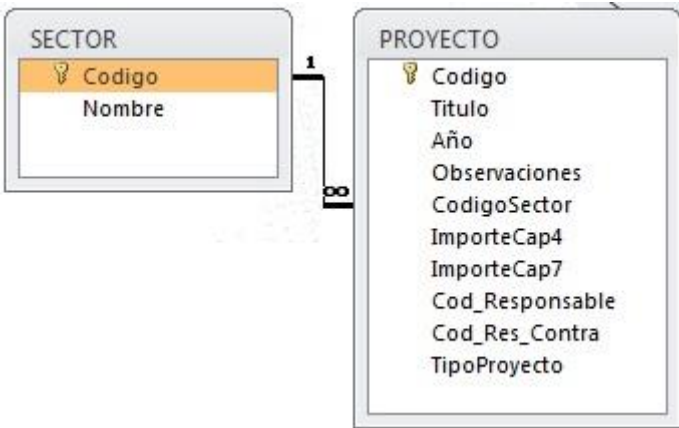 SECTOR
Codigo
Nombre
1
∞
PROYECTO
Codigo
Titulo
Año
Observaciones
CodigoSector
ImporteCap4
ImporteCap7
Cod_Responsable
Cod_Res_Contra
TipoProyecto